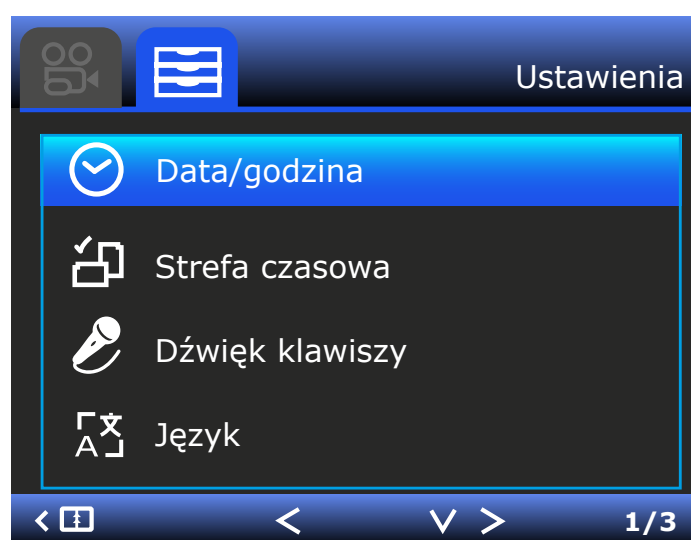 Ustawienia
Data/godzina
Strefa czasowa
Dźwięk klawiszy
Język
1/3